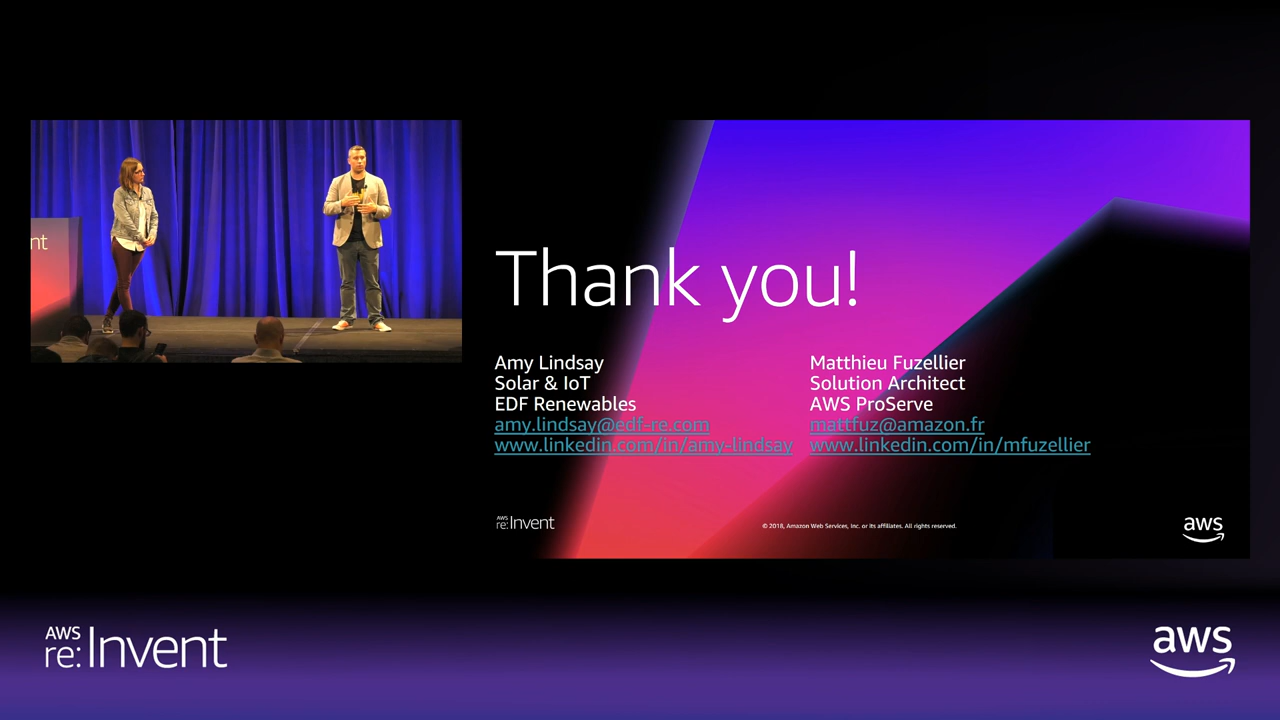 nt
Thank you!
Amy Lindsay
Solar & IoT
EDF Renewables
amy.lindsay@edf-re.com
www.linkedin.com/in/amy-lindsay
Matthieu Fuzellier
Solution Architect
AWS ProServe
mattfuz@amazon.fr
www.linkedin.com/in/mfuzellier
AWS
re:Invent
© 2018, Amazon Web Services, Inc. or its affiliates. All rights reserved.
aws
AWS
re:Invent
aws